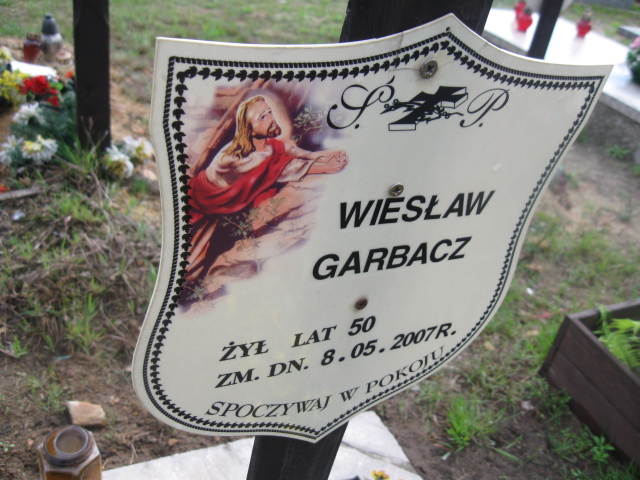 Ś. P.
WIESŁAW
GARBACZ
ŻYŁ LAT 50
ZM. DN. 8.05.2007R.
SPOCZYWAJ W POKOJU